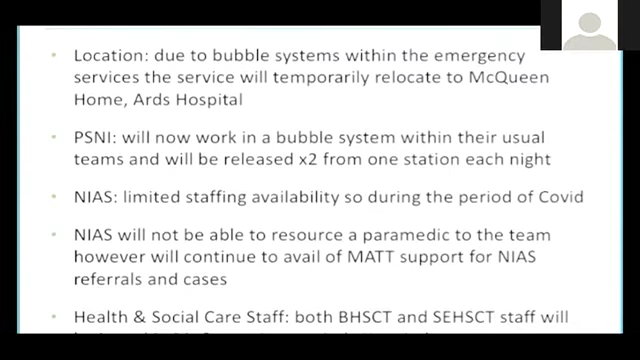 Location: due to bubble systems within the emergency
services the service will temporarily relocate to McQueen
Home, Ards Hospital
PSNI: will now work in a bubble system within their usual
teams and will be released x2 from one station each night
NIAS: limited staffing availability so during the period of Covid
NIAS will not be able to resource a paramedic to the team
however will continue to avail of MATT support for NIAS
referrals and cases
Health & Social Care Staff: both BHSCT and SEHSCT staff will